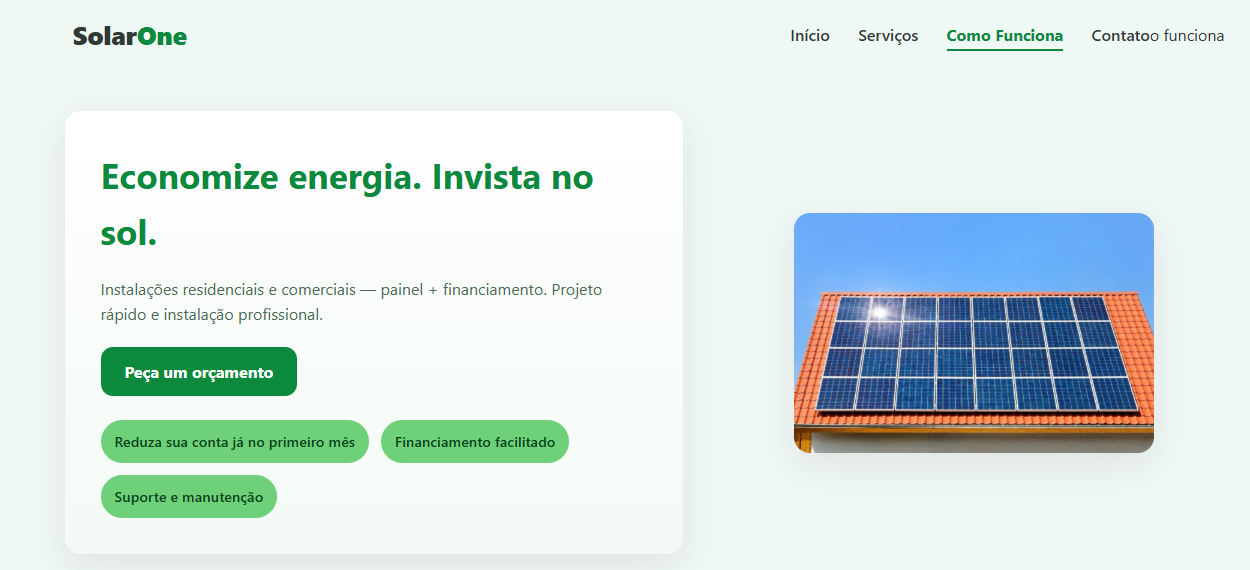 SolarOne
Início Serviços Como Funciona Contatoo funciona
Economize energia. Invista no
sol.
Instalações residenciais e comerciais — painel + financiamento. Projeto
rápido e instalação profissional.
Peça um orçamento
Reduza sua conta já no primeiro mês Financiamento facilitado
Suporte e manutenção